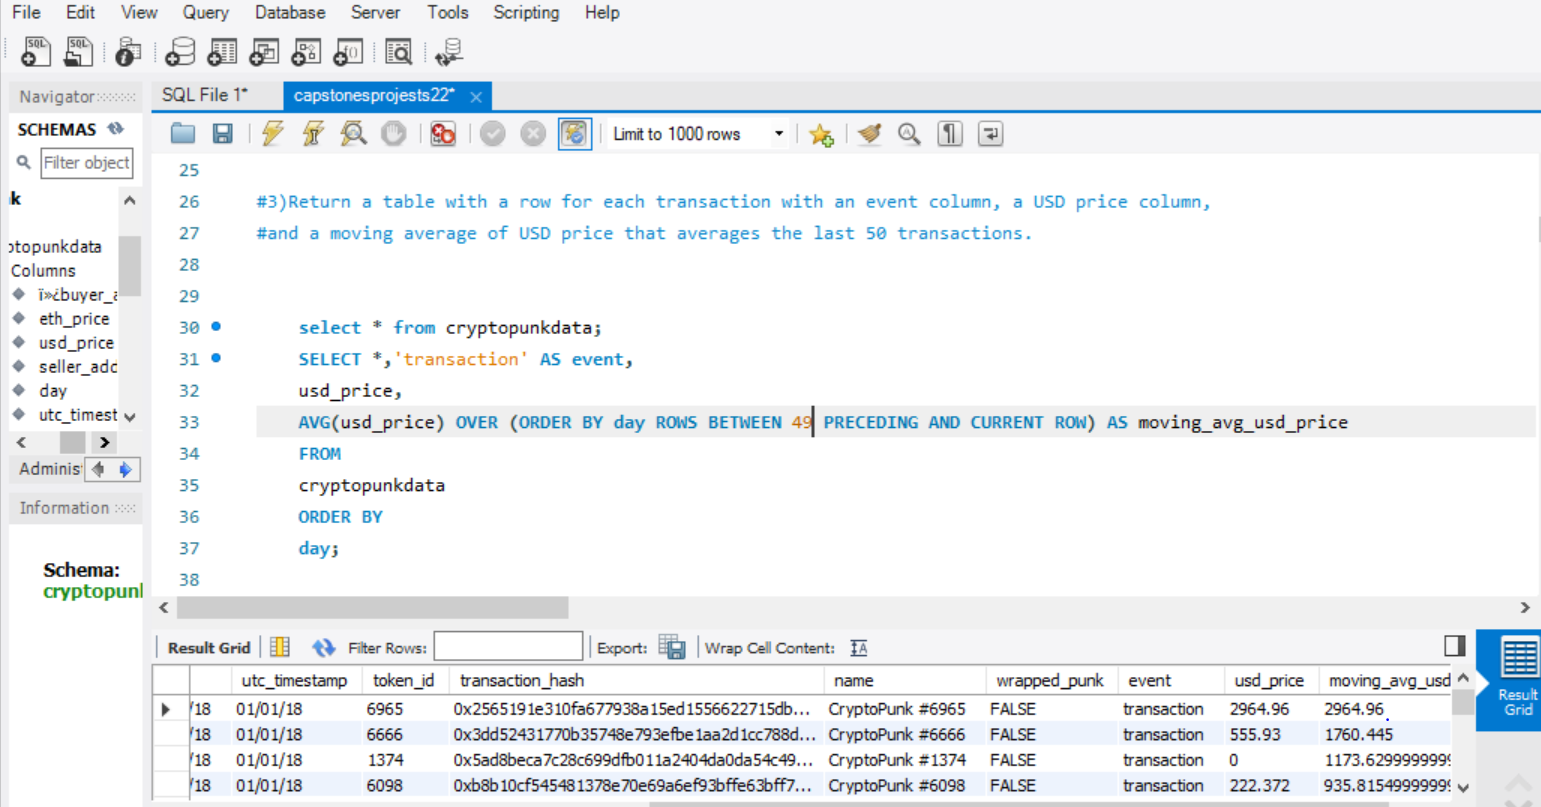 File Edit View Query Database Server Tools Scripting Help
Navigator
SQL File 1* capstonesprojests22* ×
SCHEMAS
Limit to 1000 rows
Filter object
25
k
26 #3)Return a table with a row for each transaction with an event column, a USD price column,
27 #and a moving average of USD price that averages the last 50 transactions.
28
29
30 select * from cryptopunkdata;
31 SELECT *,'transaction' AS event,
32 usd_price,
33 AVG(usd_price) OVER (ORDER BY day ROWS BETWEEN 49 PRECEDING AND CURRENT ROW) AS moving_avg_usd_price
34 FROM
35 cryptopunkdata
36 ORDER BY
37 day;
38
ptopunkdata
Columns
ï»¿buyer_a
eth_price
usd_price
seller_add
day
utc_timest
Adminis
Information
Schema:
cryptopunk
Result Grid Filter Rows: Export: Wrap Cell Content:
utc_timestamp token_id transaction_hash name wrapped_punk event usd_price moving_avg_usd
/18 01/01/18 6965 0x2565191e310fa677938a15ed1556622715db... CryptoPunk #6965 FALSE transaction 2964.96 2964.96
/18 01/01/18 6666 0x3dd52431770b35748e793efbe1aa2d1cc788d... CryptoPunk #6666 FALSE transaction 555.93 1760.445
/18 01/01/18 1374 0x5ad8beca7c28c699dfb011a2404da0da54c49... CryptoPunk #1374 FALSE transaction 0 1173.6299999999
/18 01/01/18 6098 0xb8b10cf545481378e70e69a6ef93bffe63bff7... CryptoPunk #6098 FALSE transaction 222.372 935.81549999999
Result
Grid